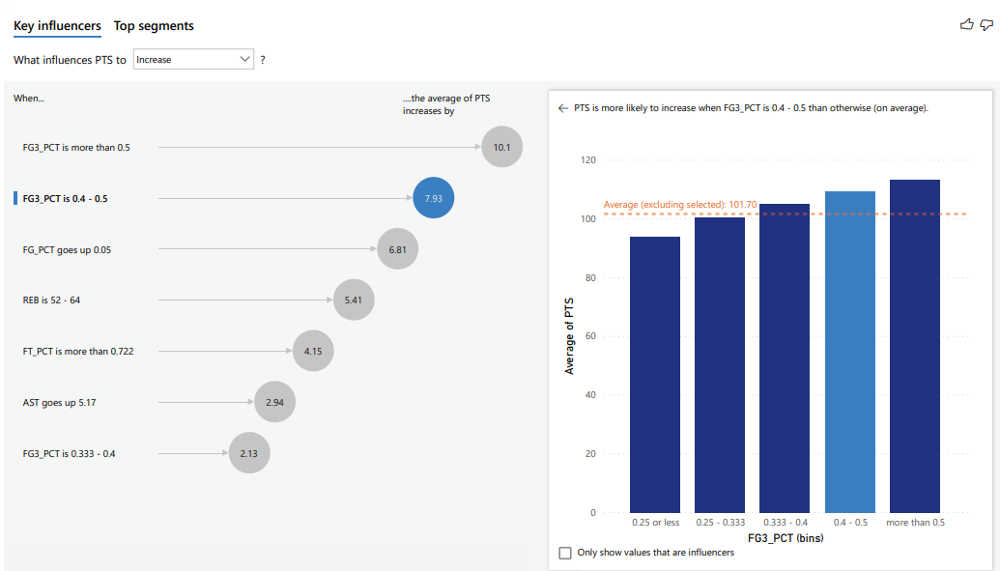 Key influencers Top segments
What influences PTS to Increase ?
When...
....the average of PTS
increases by
FG3_PCT is more than 0.5 10.1
FG3_PCT is 0.4 - 0.5 7.93
FG_PCT goes up 0.05 6.81
REB is 52 - 64 5.41
FT_PCT is more than 0.722 4.15
AST goes up 5.17 2.94
FG3_PCT is 0.333 - 0.4 2.13
PTS is more likely to increase when FG3_PCT is 0.4 - 0.5 than otherwise (on average).
Average of PTS
120
Average (excluding selected): 101.70
100
80
60
40
20
0
0.25 or less 0.25 - 0.333 0.333 - 0.4 0.4 - 0.5 more than 0.5
FG3_PCT (bins)
Only show values that are influencers